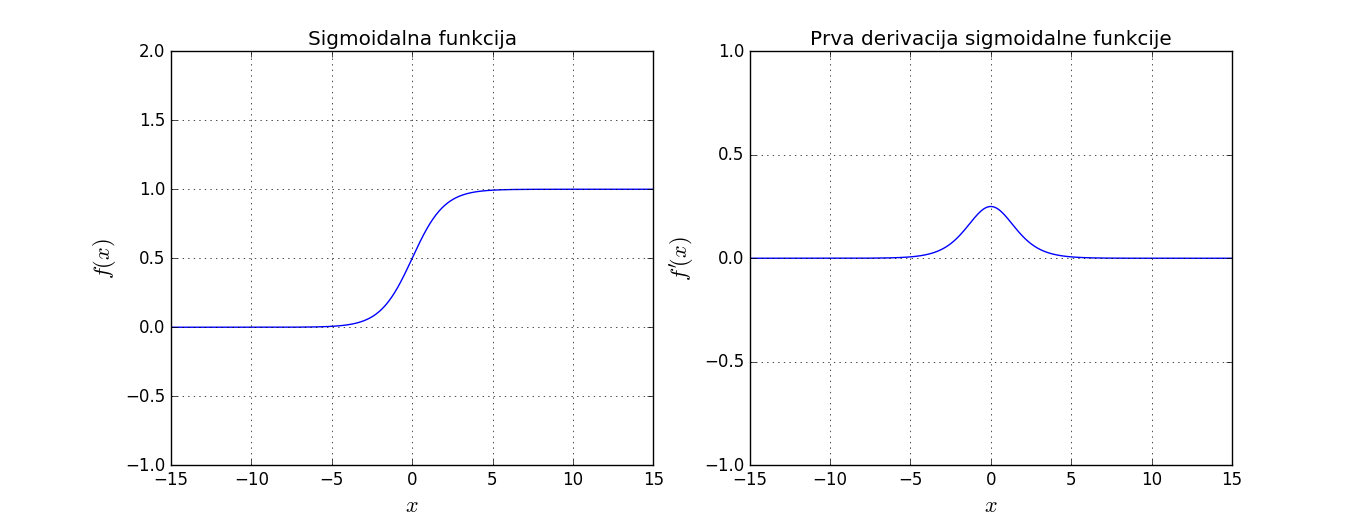 Sigmoidalna funkcija
2.0
1.5
1.0
0.5
0.0
−0.5
−1.0
f(x)
−15 −10 −5 0 5 10 15
x
Prva derivacija sigmoidalne funkcije
1.0
0.5
0.0
−0.5
−1.0
f′(x)
−15 −10 −5 0 5 10 15
x